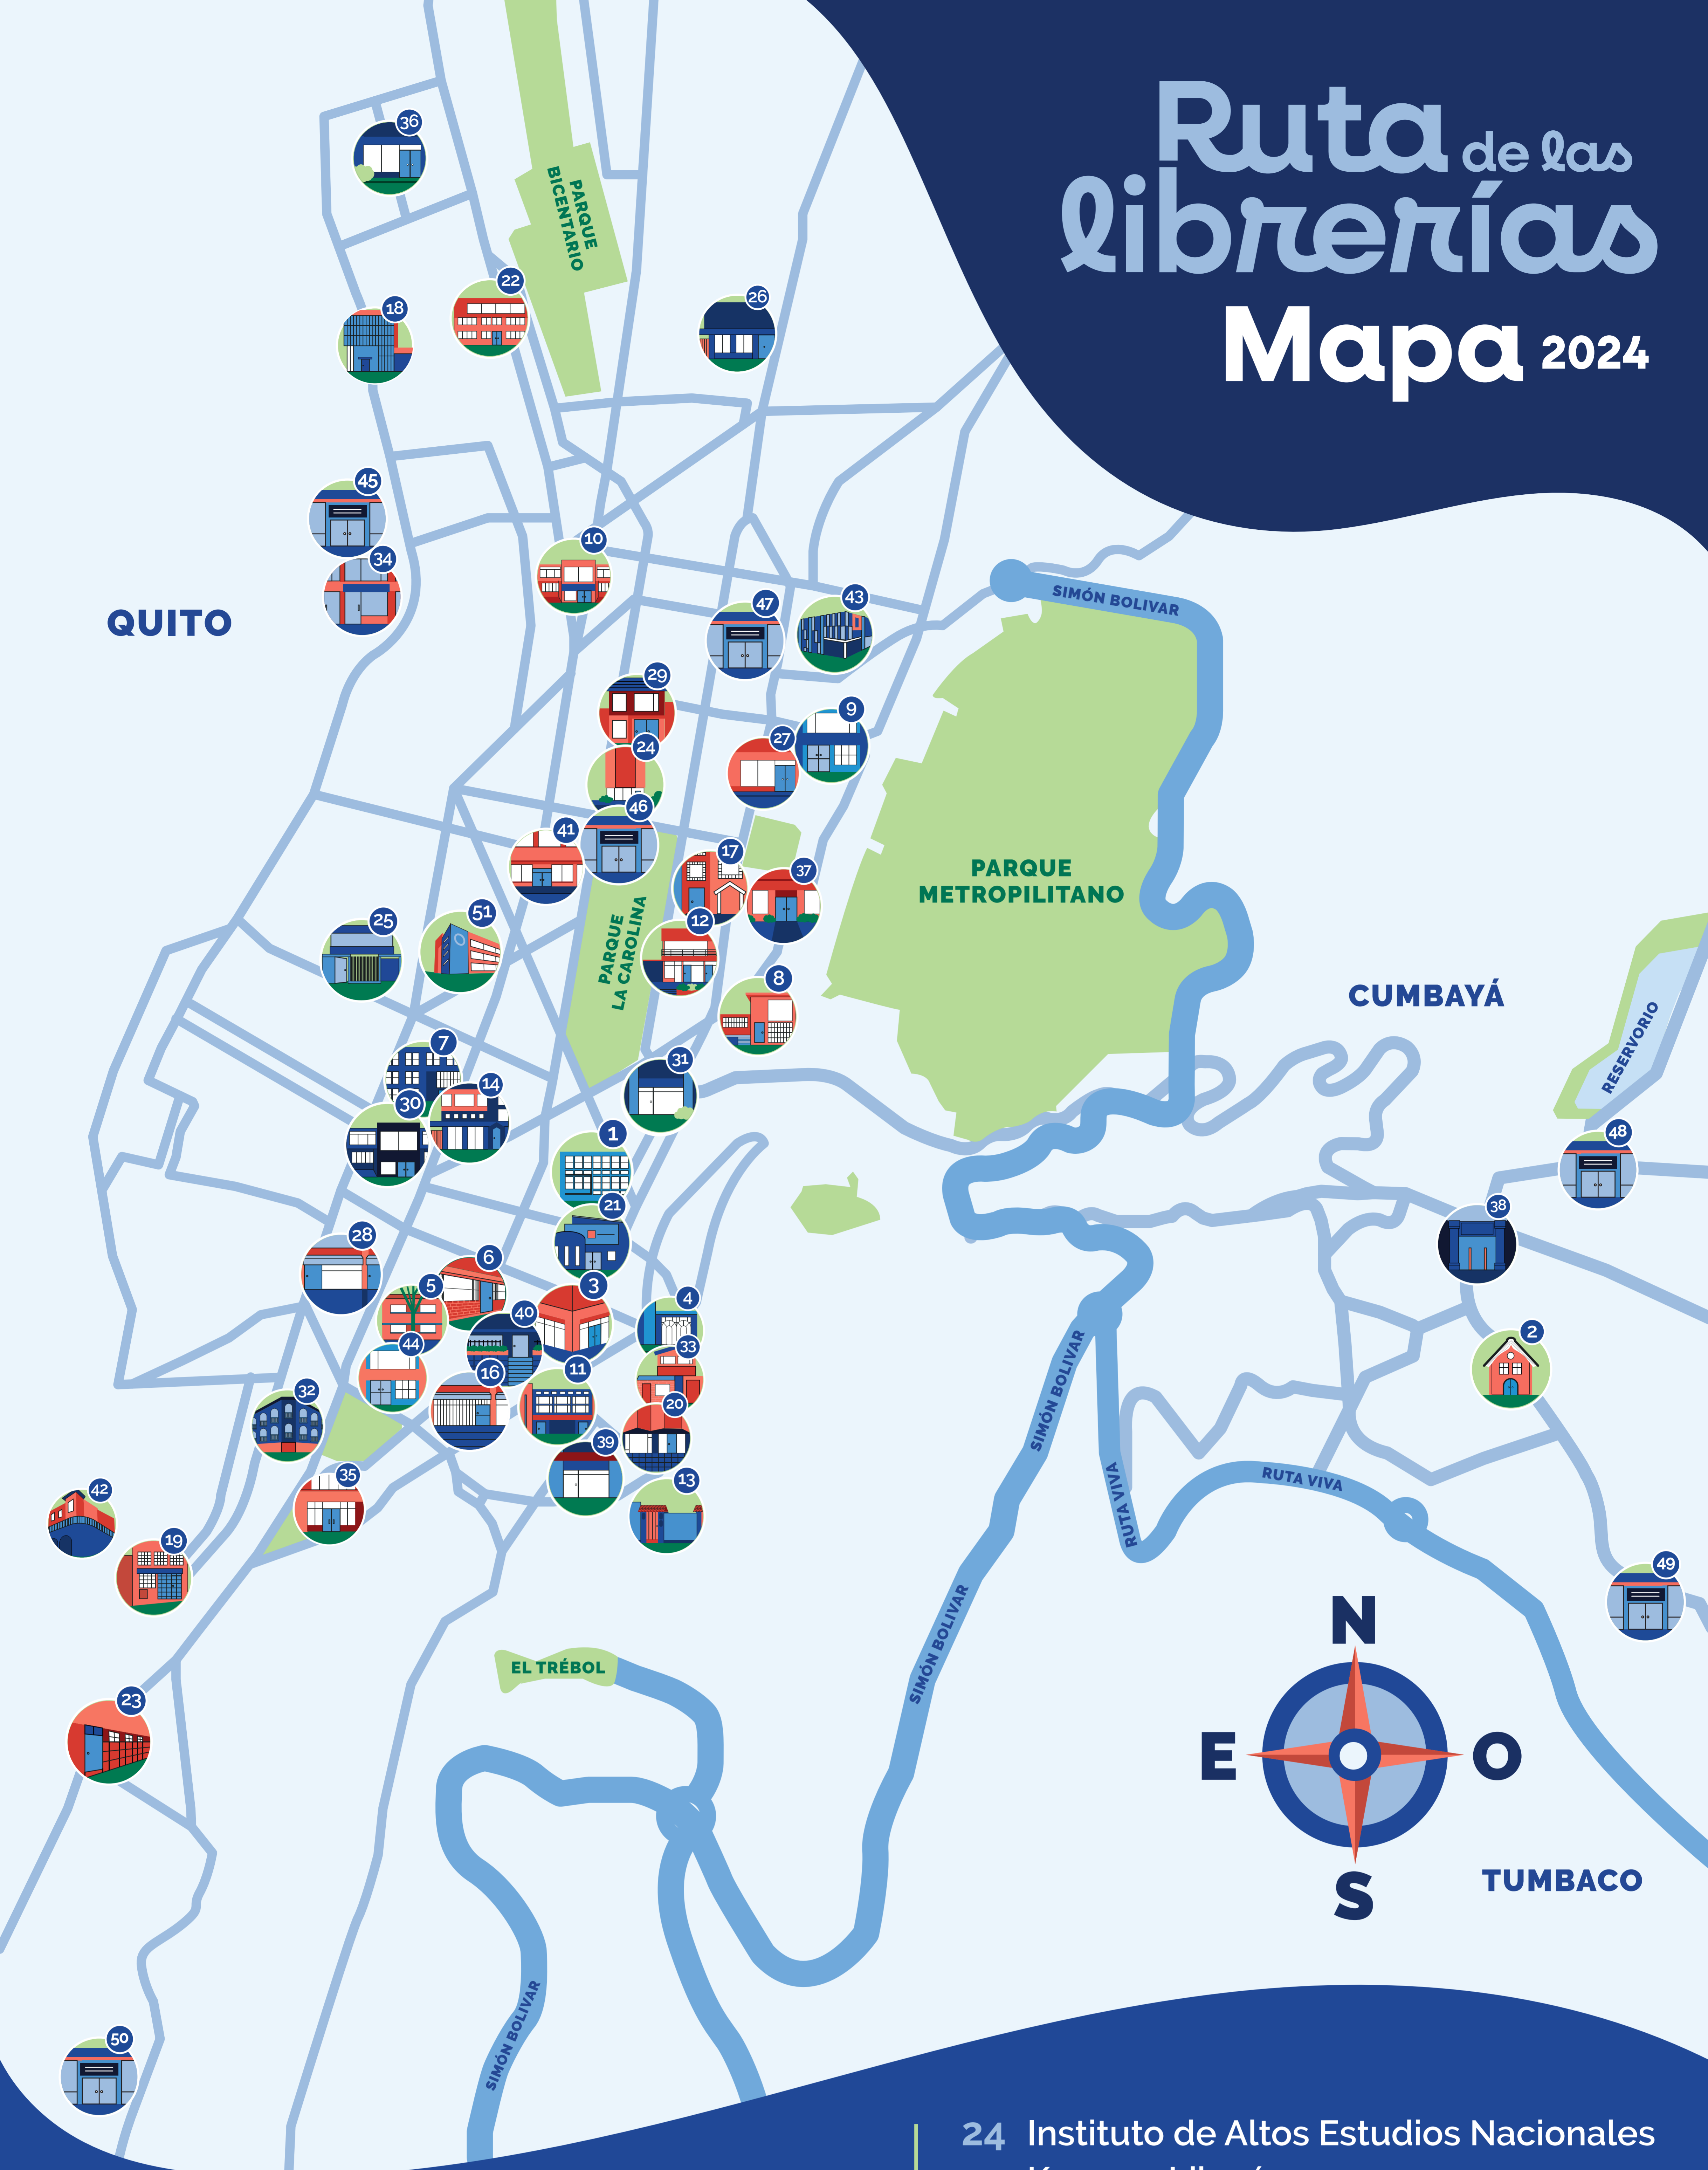 Ruta de las
librerías
Mapa 2024
36
PARQUE
BICENTARIO
22
18
26
45
34
10
QUITO
SIMÓN BOLIVAR
47
43
29
9
27
24
46
41
17
37
PARQUE
METROPILITANO
25
51
12
PARQUE
LA CAROLINA
8
CUMBAYÁ
RESERVORIO
7
31
14
30
1
48
21
38
28
6
5
3
4
40
2
44
33
16
11
32
20
SIMÓN BOLIVAR
39
RUTA VIVA
RUTA VIVA
35
13
42
19
49
SIMÓN BOLIVAR
EL TRÉBOL
N
E
O
S
23
TUMBACO
SIMÓN BOLIVAR
50
24 Instituto de Altos Estudios Nacionales